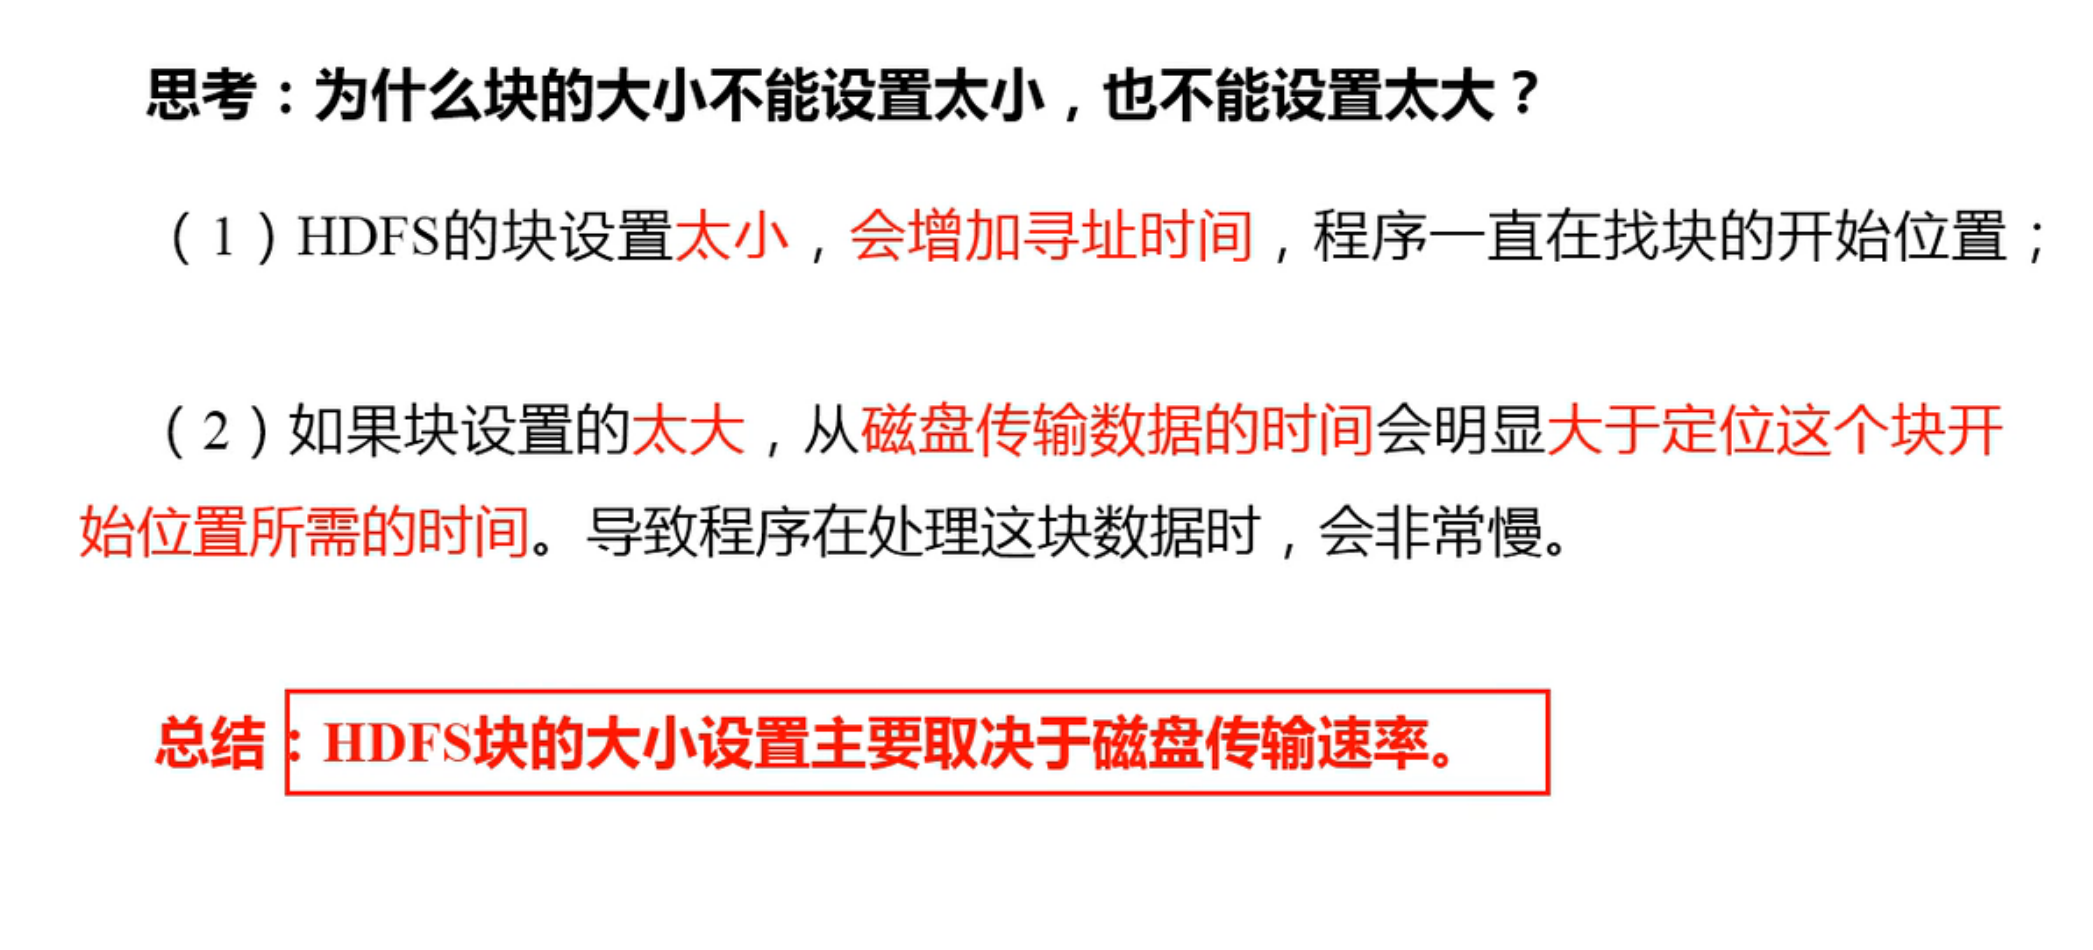 思考：为什么块的大小不能设置太小，也不能设置太大？
（1）HDFS的块设置太小，会增加寻址时间，程序一直在找块的开始位置；
（2）如果块设置的太大，从磁盘传输数据的时间会明显大于定位这个块开
始位置所需的时间。导致程序在处理这块数据时，会非常慢。
总结：HDFS块的大小设置主要取决于磁盘传输速率。